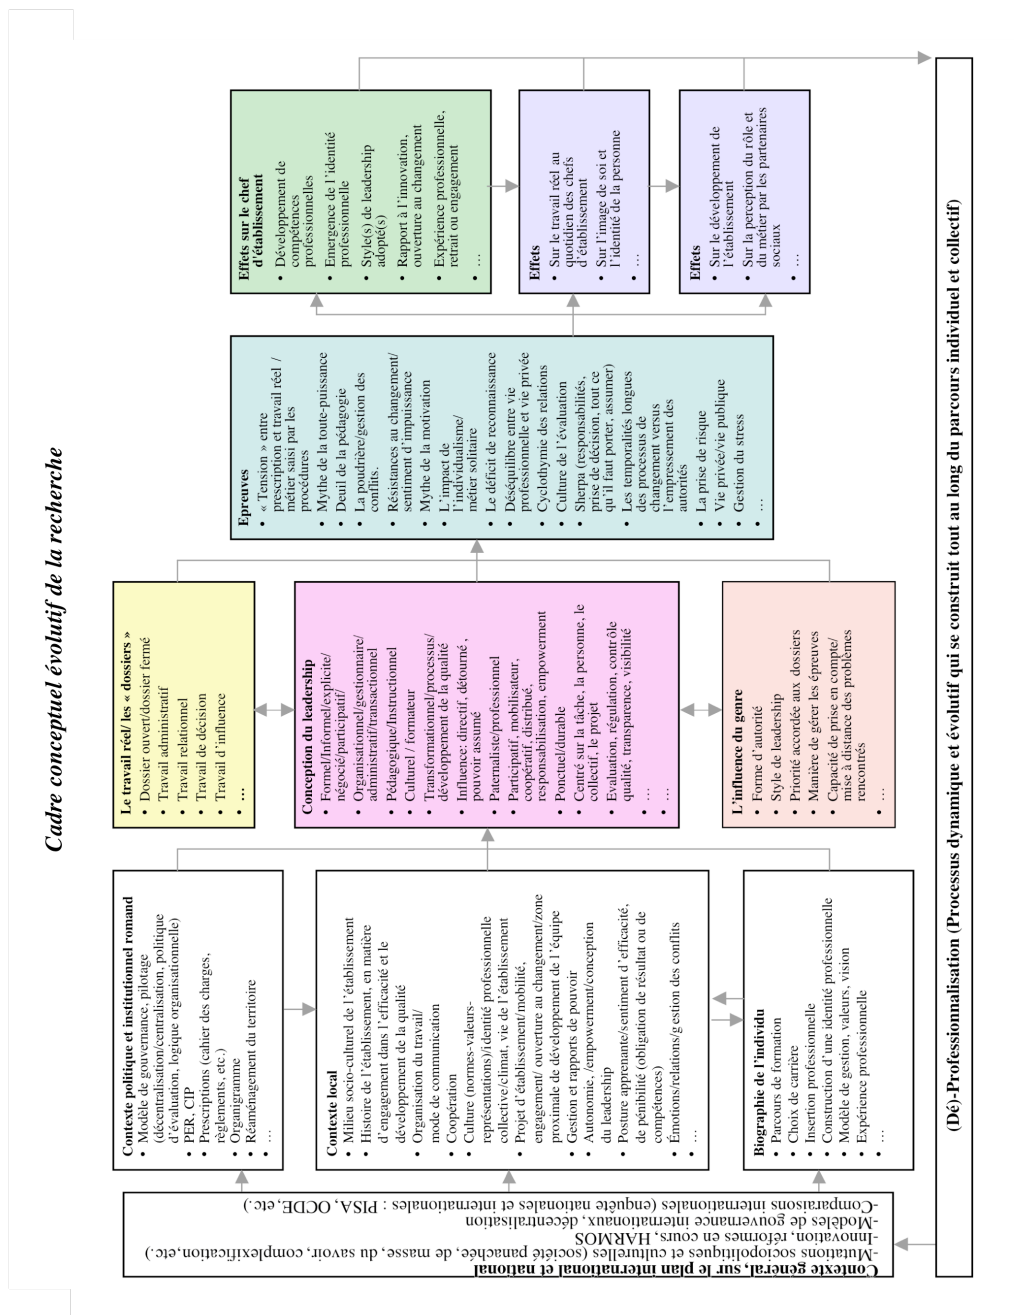 Cadre conceptuel évolutif de la recherche
Contexte général, sur le plan international et national
-Mutations sociopolitiques et culturelles (société panachée, de masse, du savoir, complexification,etc.)
-Innovation, réformes en cours, HARMOS
-Modèles de gouvernance internationaux, décentralisation
-Comparaisons internationales (enquête nationales et internationales : PISA, OCDE, etc.)
Contexte politique et institutionnel romand
• Modèle de gouvernance, pilotage
(décentralisation/centralisation, politique
d'évaluation, logique organisationnelle)
• PER, CIP
• Prescriptions (cahier des charges,
règlements, etc.)
• Organigramme
• Réaménagement du territoire
• …
Contexte local
• Milieu socio-culturel de l'établissement
• Histoire de l'établissement, en matière
d'engagement dans l'efficacité et le
développement de la qualité
• Organisation du travail/
mode de communication
• Coopération
• Culture (normes-valeurs-
représentations)/identité professionnelle
collective/climat, vie de l'établissement
• Projet d'établissement/mobilité,
engagement/ ouverture au changement/zone
proximale de développement de l'équipe
• Gestion et rapports de pouvoir
• Autonomie, /empowerment/conception
du leadership
• Posture apprenante/sentiment d'efficacité,
de pénibilité (obligation de résultat ou de
compétences)
• Émotions/relations/gestion des conflits
• …
Biographie de l'individu
• Parcours de formation
• Choix de carrière
• Insertion professionnelle
• Construction d'une identité professionnelle
• Modèle de gestion, valeurs, vision
• Expérience professionnelle
• …
Le travail réel/ les « dossiers »
• Dossier ouvert/dossier fermé
• Travail administratif
• Travail relationnel
• Travail de décision
• Travail d'influence
• …
Conception du leadership
• Formel/Informel/explicite/
négocié/participatif/
• Organisationnel/gestionnaire/
administratif/transactionnel
• Pédagogique/Instructionnel
• Culturel / formateur
• Transformationnel/processus/
développement de la qualité
• Influence: directif, détourné ,
pouvoir assumé
• Paternaliste/professionnel
• Participatif, mobilisateur,
coopératif, distribué,
responsabilisation, empowerment
• Ponctuel/durable
• Centré sur la tâche, la personne, le
collectif, le projet
• Evaluation, régulation, contrôle
qualité, transparence, visibilité
• …
• …
L'influence du genre
• Forme d'autorité
• Style de leadership
• Priorité accordée aux dossiers
• Manière de gérer les épreuves
• Capacité de prise en compte/
mise à distance des problèmes
rencontrés
• …
Epreuves
• « Tension » entre
prescription et travail réel /
métier saisi par les
procédures
• Mythe de la toute-puissance
• Deuil de la pédagogie
• La poudrière/gestion des
conflits.
• Résistances au changement/
sentiment d'impuissance
• Mythe de la motivation
• L'impact de
l'individualisme/
métier solitaire
• Le déficit de reconnaissance
• Déséquilibre entre vie
professionnelle et vie privée
• Cyclothymie des relations
• Culture de l'évaluation
• Sherpa (responsabilités,
prise de décision, tout ce
qu'il faut porter, assumer)
• Les temporalités longues
des processus de
changement versus
l'empressement des
autorités
• La prise de risque
• Vie privée/vie publique
• Gestion du stress
• …
Effets sur le chef
d'établissement
• Développement de
compétences
professionnelles
• Emergence de l'identité
professionnelle
• Style(s) de leadership
adopté(s)
• Rapport à l'innovation,
ouverture au changement
• Expérience professionnelle,
retrait ou engagement
• …
Effets
• Sur le travail réel au
quotidien des chefs
d'établissement
• Sur l'image de soi et
l'identité de la personne
• …
Effets
• Sur le développement de
l'établissement
• Sur la perception du rôle et
du métier par les partenaires
sociaux
• …
(Dé)-Professionnalisation (Processus dynamique et évolutif qui se construit tout au long du parcours individuel et collectif)